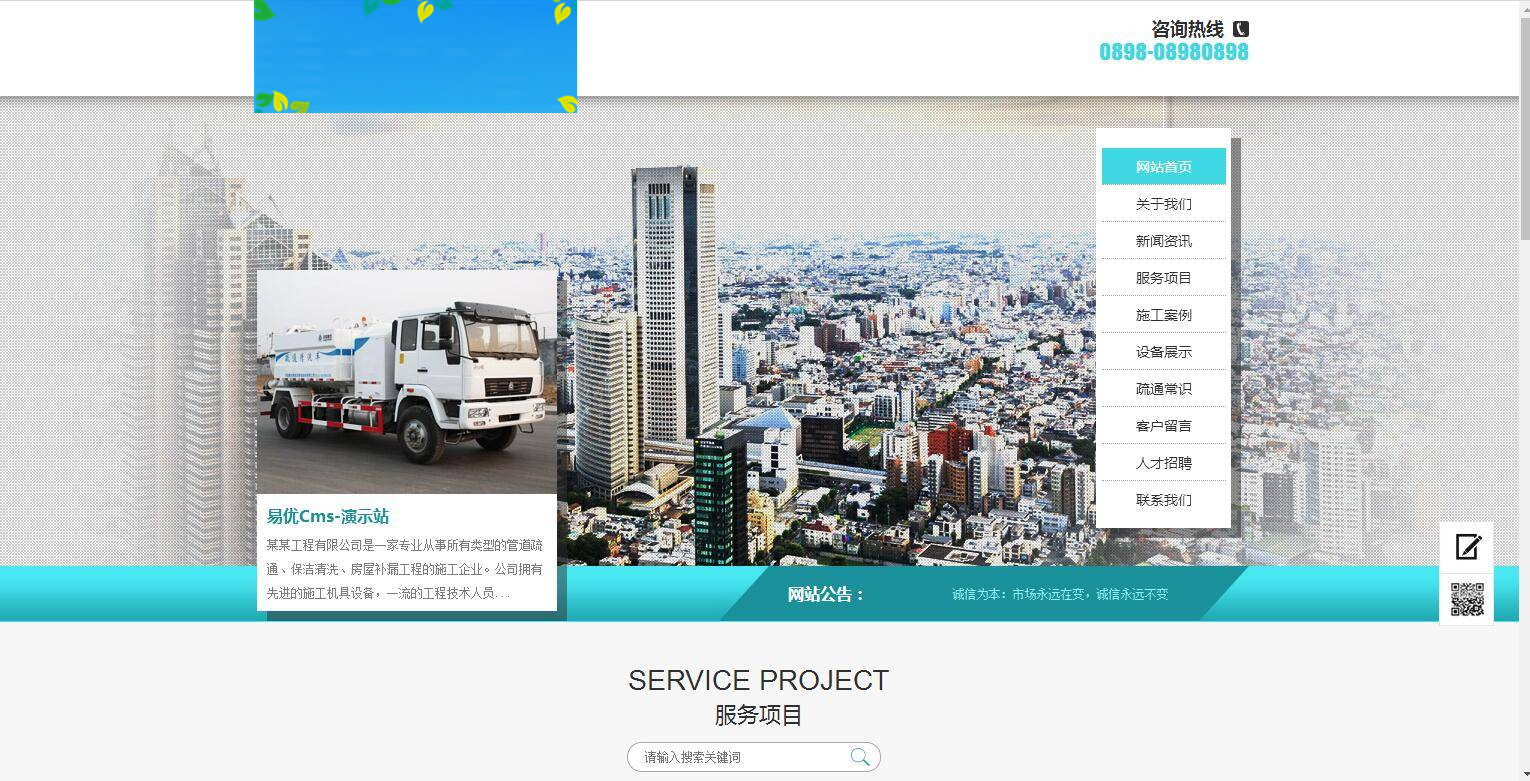 咨询热线
0898-08980898
网站首页
关于我们
新闻资讯
服务项目
施工案例
设备展示
疏通常识
客户留言
人才招聘
联系我们
易优Cms-演示站
某某工程有限公司是一家专业从事所有类型的管道疏
通、保洁清洗、房屋补漏工程的施工企业。公司拥有
先进的施工机具设备，一流的工程技术人员...
网站公告：
诚信为本：市场永远在变，诚信永远不变
SERVICE PROJECT
服务项目
请输入搜索关键词